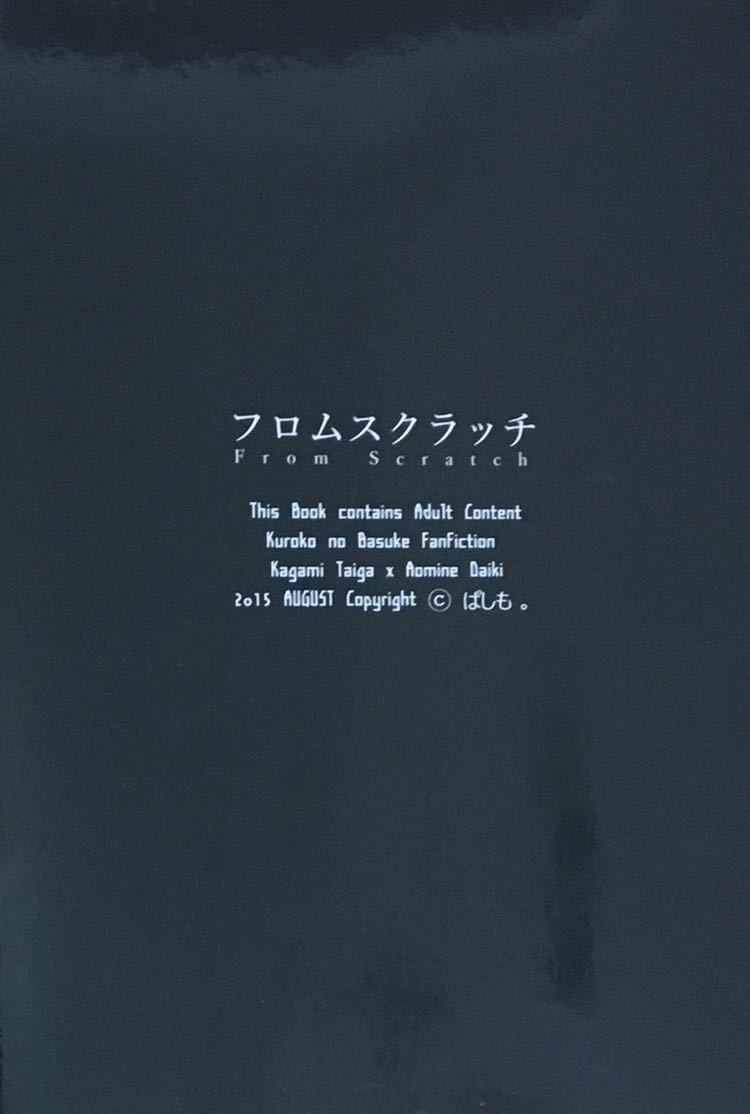 フロムスクラッチ
From Scratch
This Book contains Adult Content
Kuroko no Basuke FanFiction
Kagami Taiga x Aomine Daiki
2015 AUGUST Copyright © ぱしも。